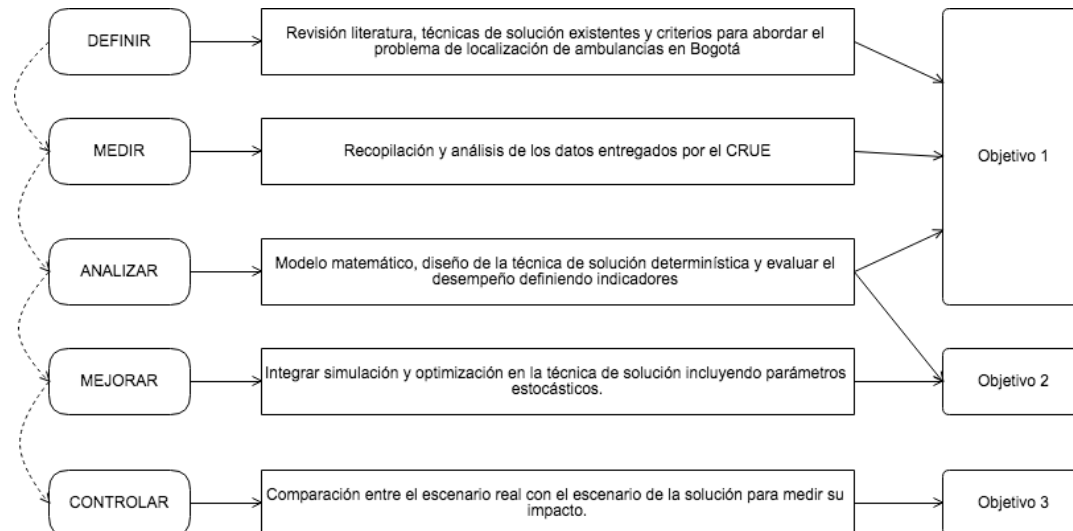 DEFINIR
Revisión literatura, técnicas de solución existentes y criterios para abordar el
problema de localización de ambulancias en Bogotá
MEDIR
Recopilación y análisis de los datos entregados por el CRUE
Objetivo 1
ANALIZAR
Modelo matemático, diseño de la técnica de solución determinística y evaluar el
desempeño definiendo indicadores
MEJORAR
Integrar simulación y optimización en la técnica de solución incluyendo parámetros
estocásticos.
Objetivo 2
CONTROLAR
Comparación entre el escenario real con el escenario de la solución para medir su
impacto.
Objetivo 3